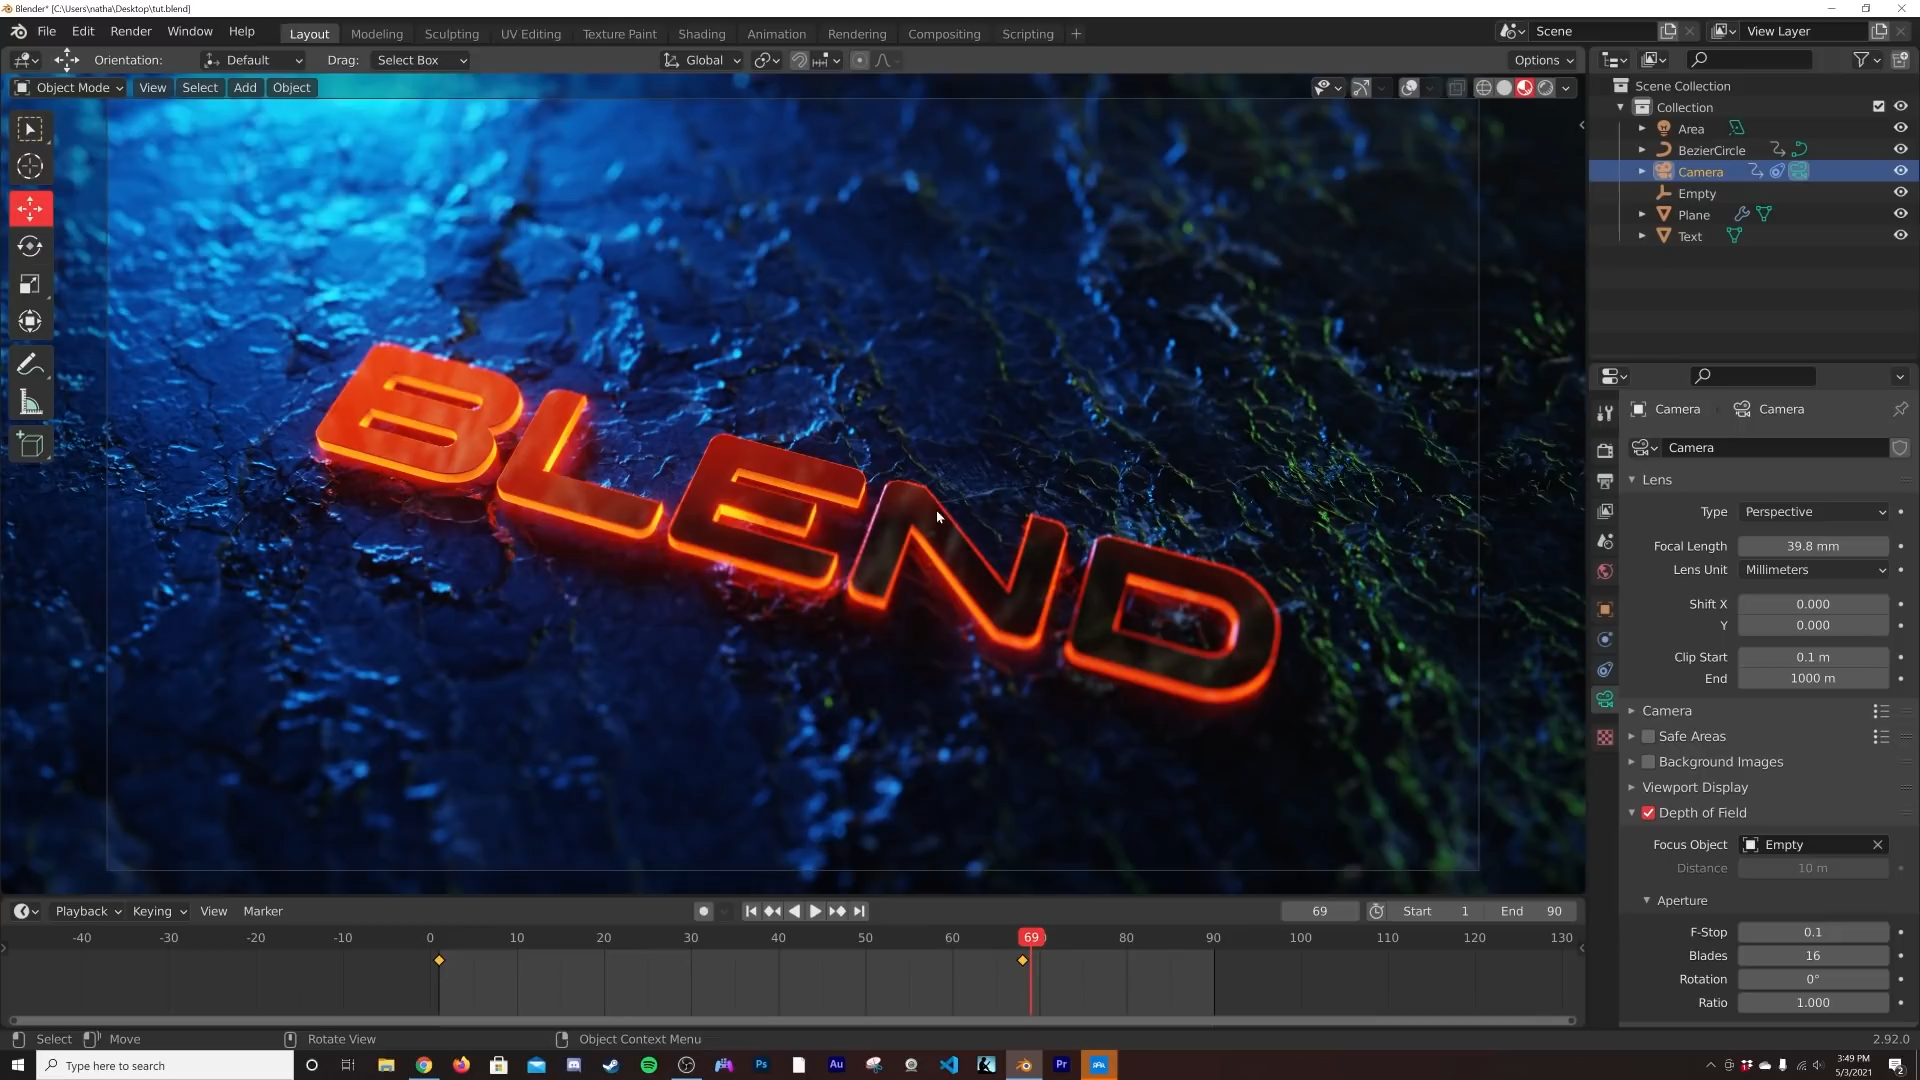 Blender* [C:\Users\natha\Desktop\tut.blend]
File Edit Render Window Help Layout Modeling Sculpting UV Editing Texture Paint Shading Animation Rendering Compositing Scripting + Scene View Layer
Orientation: Default Drag: Select Box Global Options
Object Mode View Select Add Object
Scene Collection
Collection
Area
BezierCircle
Camera
Empty
Plane
Text
BLEND
Camera Camera
Camera
Lens
Type Perspective
Focal Length 39.8 mm
Lens Unit Millimeters
Shift X 0.000
Y 0.000
Clip Start 0.1 m
End 1000 m
Camera
Safe Areas
Background Images
Viewport Display
Depth of Field
Focus Object Empty
Distance 10 m
Aperture
F-Stop 0.1
Blades 16
Rotation 0°
Ratio 1.000
Playback Keying View Marker 69 Start 1 End 90
-40 -30 -20 -10 0 10 20 30 40 50 60 69 80 90 100 110 120 130
Select Move Rotate View Object Context Menu 2.92.0
Type here to search Ps Au Pr 3:49 PM
5/3/2021 2